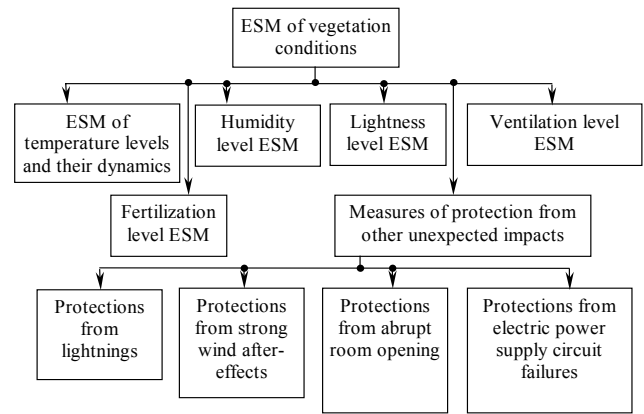 ESM of vegetation
conditions
ESM of
temperature levels
and their dynamics
Humidity
level ESM
Lightness
level ESM
Ventilation level
ESM
Fertilization
level ESM
Measures of protection from
other unexpected impacts
Protections
from
lightnings
Protections
from strong
wind after-
effects
Protections
from abrupt
room opening
Protections from
electric power
supply circuit
failures